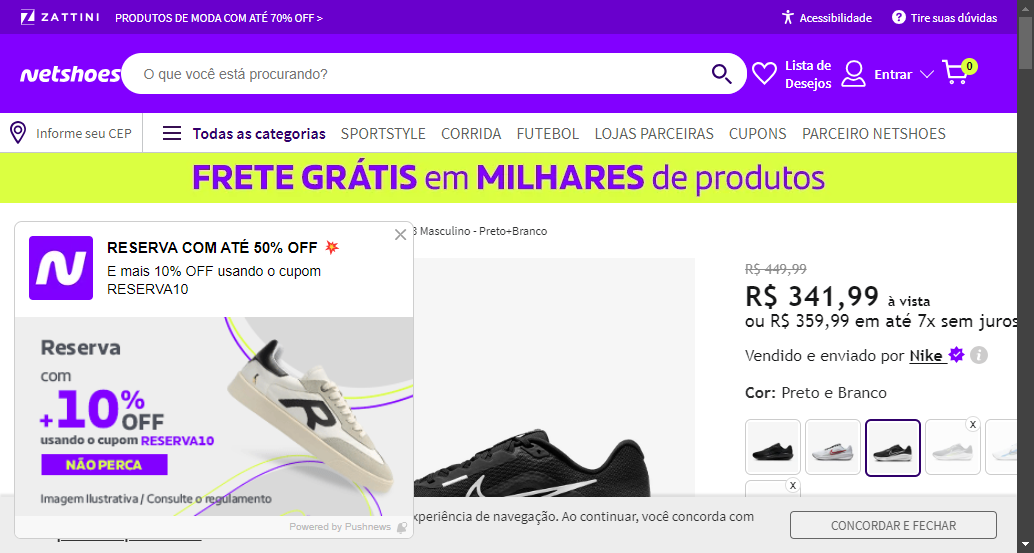 ZATTINI PRODUTOS DE MODA COM ATÉ 70% OFF > Acessibilidade Tire suas dúvidas
netshoes O que você está procurando? Lista de Desejos Entrar 0
Informe seu CEP Todas as categorias SPORTSTYLE CORRIDA FUTEBOL LOJAS PARCEIRAS CUPONS PARCEIRO NETSHOES
FRETE GRÁTIS em MILHARES de produtos
3 Masculino - Preto+Branco
RESERVA COM ATÉ 50% OFF 💥
E mais 10% OFF usando o cupom
RESERVA10
Reserva
com
+10% OFF
usando o cupom RESERVA10
NÃO PERCA
Imagem Ilustrativa / Consulte o regulamento
Powered by Pushnews
R$ 449,99
R$ 341,99 à vista
ou R$ 359,99 em até 7x sem juros
Vendido e enviado por Nike
Cor: Preto e Branco
x
x
experiência de navegação. Ao continuar, você concorda com
CONCORDAR E FECHAR